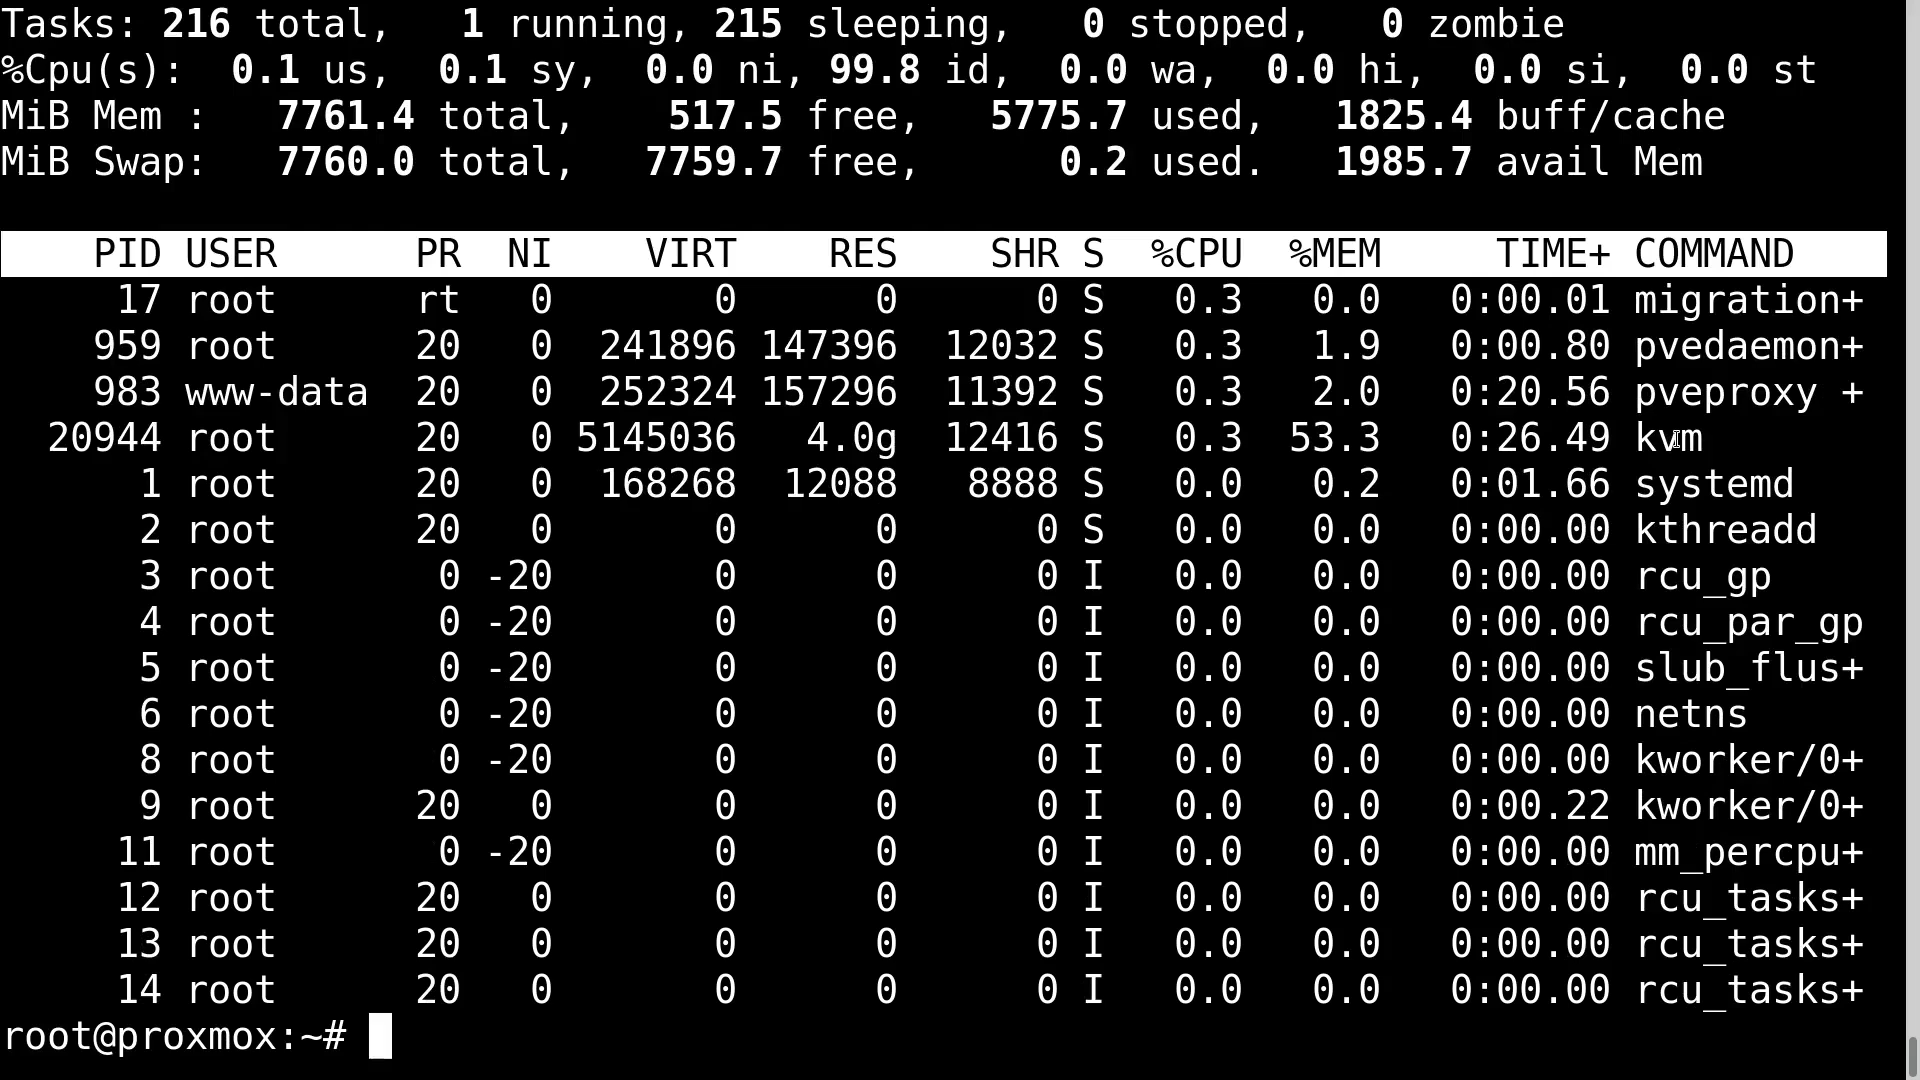 Tasks: 216 total,   1 running, 215 sleeping,   0 stopped,   0 zombie
%Cpu(s):  0.1 us,  0.1 sy,  0.0 ni, 99.8 id,  0.0 wa,  0.0 hi,  0.0 si,  0.0 st
MiB Mem :   7761.4 total,    517.5 free,   5775.7 used,   1825.4 buff/cache
MiB Swap:   7760.0 total,   7759.7 free,      0.2 used.   1985.7 avail Mem
PID USER      PR  NI    VIRT    RES    SHR S  %CPU  %MEM     TIME+ COMMAND
17 root      rt   0       0      0      0 S   0.3   0.0   0:00.01 migration+
959 root      20   0  241896 147396  12032 S   0.3   1.9   0:00.80 pvedaemon+
983 www-data  20   0  252324 157296  11392 S   0.3   2.0   0:20.56 pveproxy +
20944 root      20   0 5145036   4.0g  12416 S   0.3  53.3   0:26.49 kvm
1 root      20   0  168268  12088   8888 S   0.0   0.2   0:01.66 systemd
2 root      20   0       0      0      0 S   0.0   0.0   0:00.00 kthreadd
3 root       0 -20       0      0      0 I   0.0   0.0   0:00.00 rcu_gp
4 root       0 -20       0      0      0 I   0.0   0.0   0:00.00 rcu_par_gp
5 root       0 -20       0      0      0 I   0.0   0.0   0:00.00 slub_flus+
6 root       0 -20       0      0      0 I   0.0   0.0   0:00.00 netns
8 root       0 -20       0      0      0 I   0.0   0.0   0:00.00 kworker/0+
9 root      20   0       0      0      0 I   0.0   0.0   0:00.22 kworker/0+
11 root       0 -20       0      0      0 I   0.0   0.0   0:00.00 mm_percpu+
12 root      20   0       0      0      0 I   0.0   0.0   0:00.00 rcu_tasks+
13 root      20   0       0      0      0 I   0.0   0.0   0:00.00 rcu_tasks+
14 root      20   0       0      0      0 I   0.0   0.0   0:00.00 rcu_tasks+
root@proxmox:~#